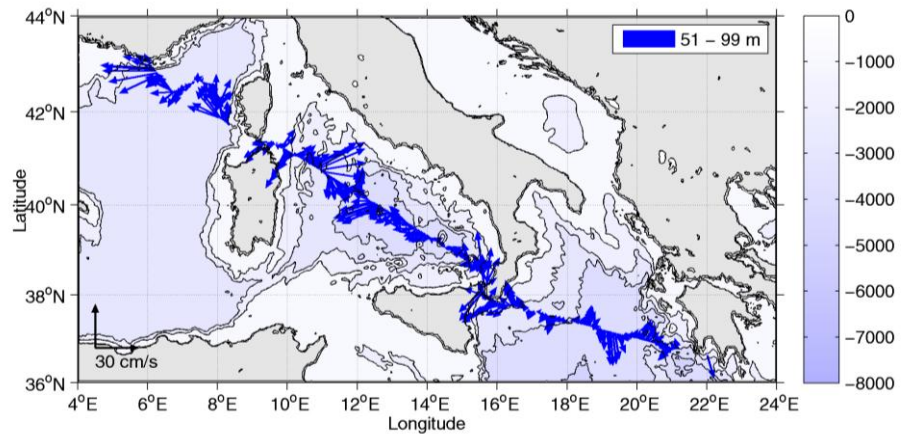 44°N
42°N
40°N
38°N
36°N
Latitude
51 − 99 m
30 cm/s
4°E 6°E 8°E 10°E 12°E 14°E 16°E 18°E 20°E 22°E 24°E
Longitude
0
−1000
−2000
−3000
−4000
−5000
−6000
−7000
−8000